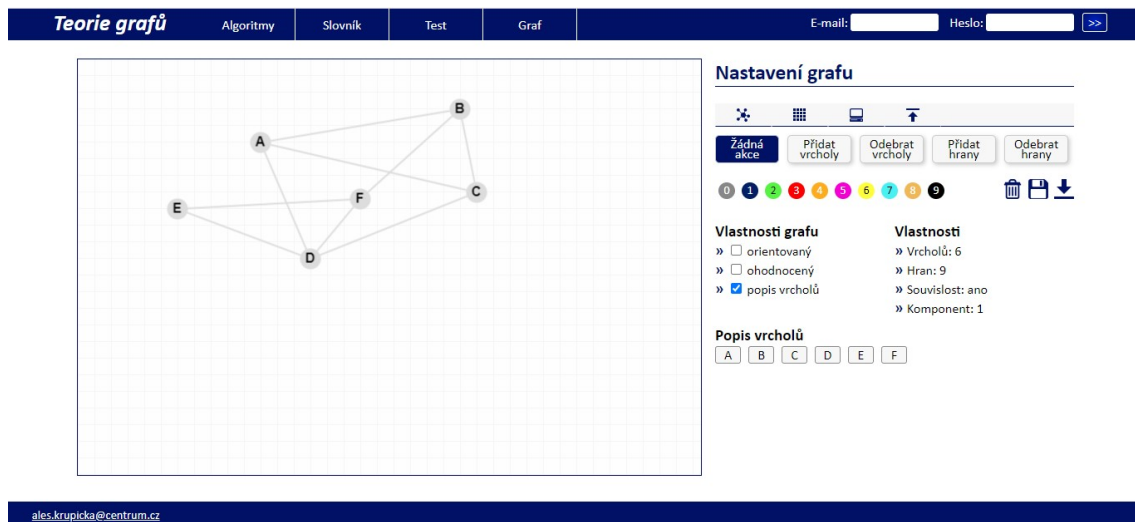 Teorie grafů Algoritmy Slovník Test Graf E-mail: Heslo: >>
Nastavení grafu
Žádná akce Přidat vrcholy Odebrat vrcholy Přidat hrany Odebrat hrany
0 1 2 3 4 5 6 7 8 9
Vlastnosti grafu
» orientovaný
» ohodnocený
» popis vrcholů
Vlastnosti
» Vrcholů: 6
» Hran: 9
» Souvislost: ano
» Komponent: 1
Popis vrcholů
A B C D E F
B
A
C
F
E
D
ales.krupicka@centrum.cz